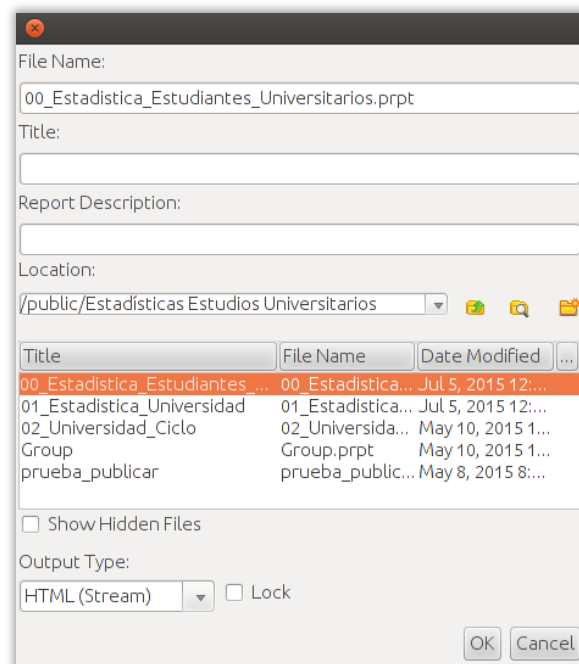 File Name:
00_Estadistica_Estudiantes_Universitarios.prpt
Title:
Report Description:
Location:
/public/Estadísticas Estudios Universitarios
Title File Name Date Modified ...
00_Estadistica_Estudiantes_... 00_Estadistica... Jul 5, 2015 12:...
01_Estadistica_Universidad 01_Estadistica... Jul 5, 2015 12:...
02_Universidad_Ciclo 02_Universida... May 10, 2015 1...
Group Group.prpt May 10, 2015 1...
prueba_publicar prueba_public... May 8, 2015 8:...
Show Hidden Files
Output Type:
HTML (Stream) Lock
OK Cancel